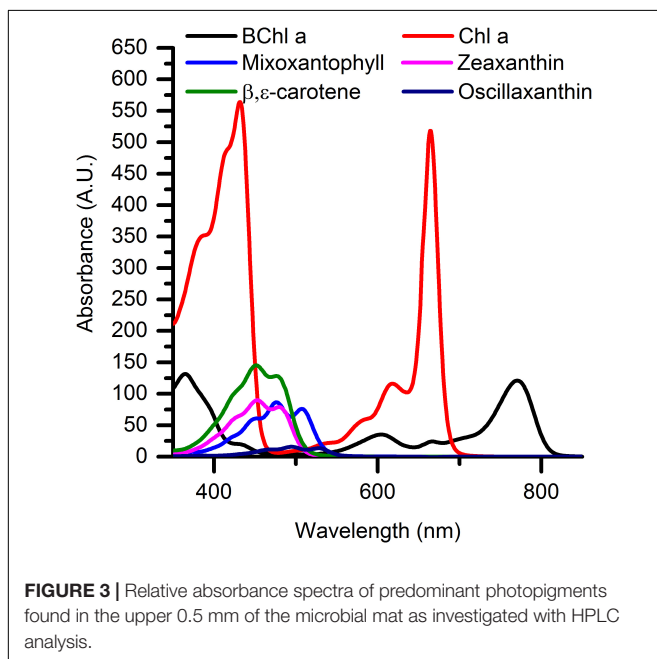 BChl a
Chl a
Mixoxantophyll
Zeaxanthin
β,ε-carotene
Oscillaxanthin
650
600
550
500
450
400
350
300
250
200
150
100
50
0
Absorbance (A.U.)
400
600
800
Wavelength (nm)
FIGURE 3 | Relative absorbance spectra of predominant photopigments
found in the upper 0.5 mm of the microbial mat as investigated with HPLC
analysis.